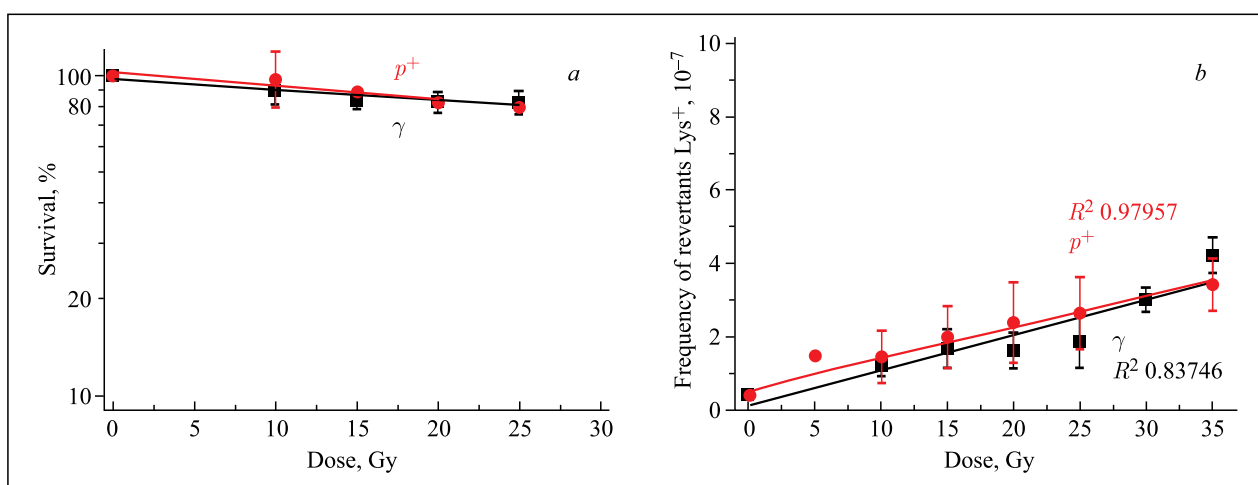 a
p+
γ
Survival, %
100
80
20
10
0 5 10 15 20 25 30
Dose, Gy
b
R² 0.97957
p+
γ
R² 0.83746
Frequency of revertants Lys+, 10−7
10
8
6
4
2
0
0 5 10 15 20 25 30 35
Dose, Gy